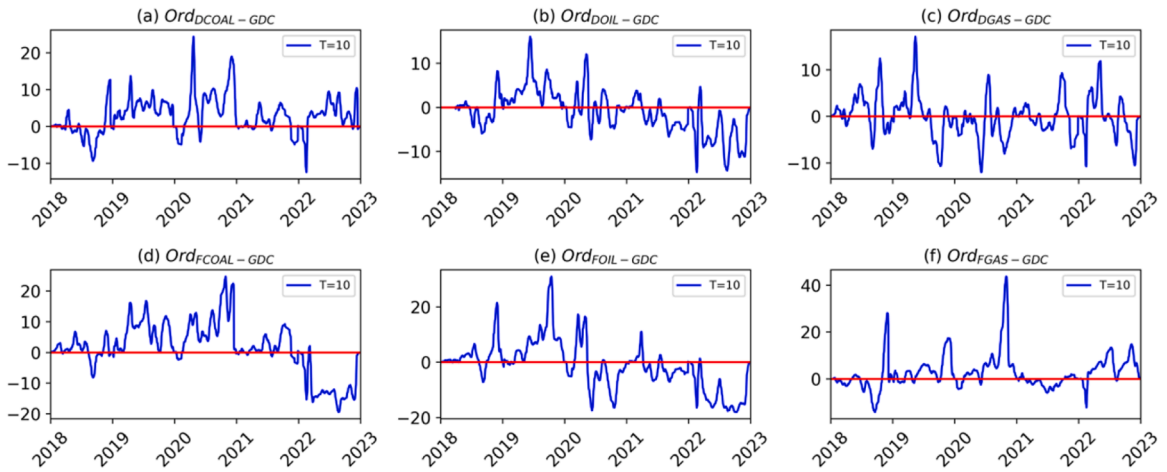 (a) Ord_DCOAL−GDC
T=10
20
10
0
−10
2018 2019 2020 2021 2022 2023
(b) Ord_DOIL−GDC
T=10
10
0
−10
2018 2019 2020 2021 2022 2023
(c) Ord_DGAS−GDC
T=10
10
0
−10
2018 2019 2020 2021 2022 2023
(d) Ord_FCOAL−GDC
T=10
20
10
0
−10
−20
2018 2019 2020 2021 2022 2023
(e) Ord_FOIL−GDC
T=10
20
0
−20
2018 2019 2020 2021 2022 2023
(f) Ord_FGAS−GDC
T=10
40
20
0
2018 2019 2020 2021 2022 2023